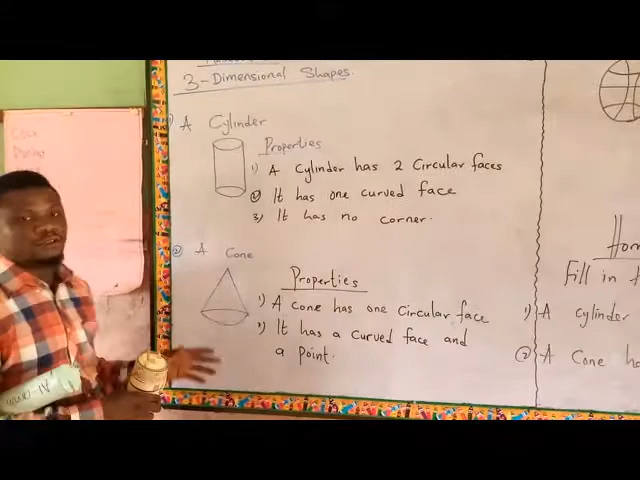 3-Dimensional Shapes.
1) A Cylinder
Properties
1) A cylinder has 2 Circular faces
2) It has one curved face
3) It has no corner.
2) A Cone
Properties
1) A cone has one Circular face
2) It has a curved face and
a point.
Fill in
1) A cylinder
2) A Cone